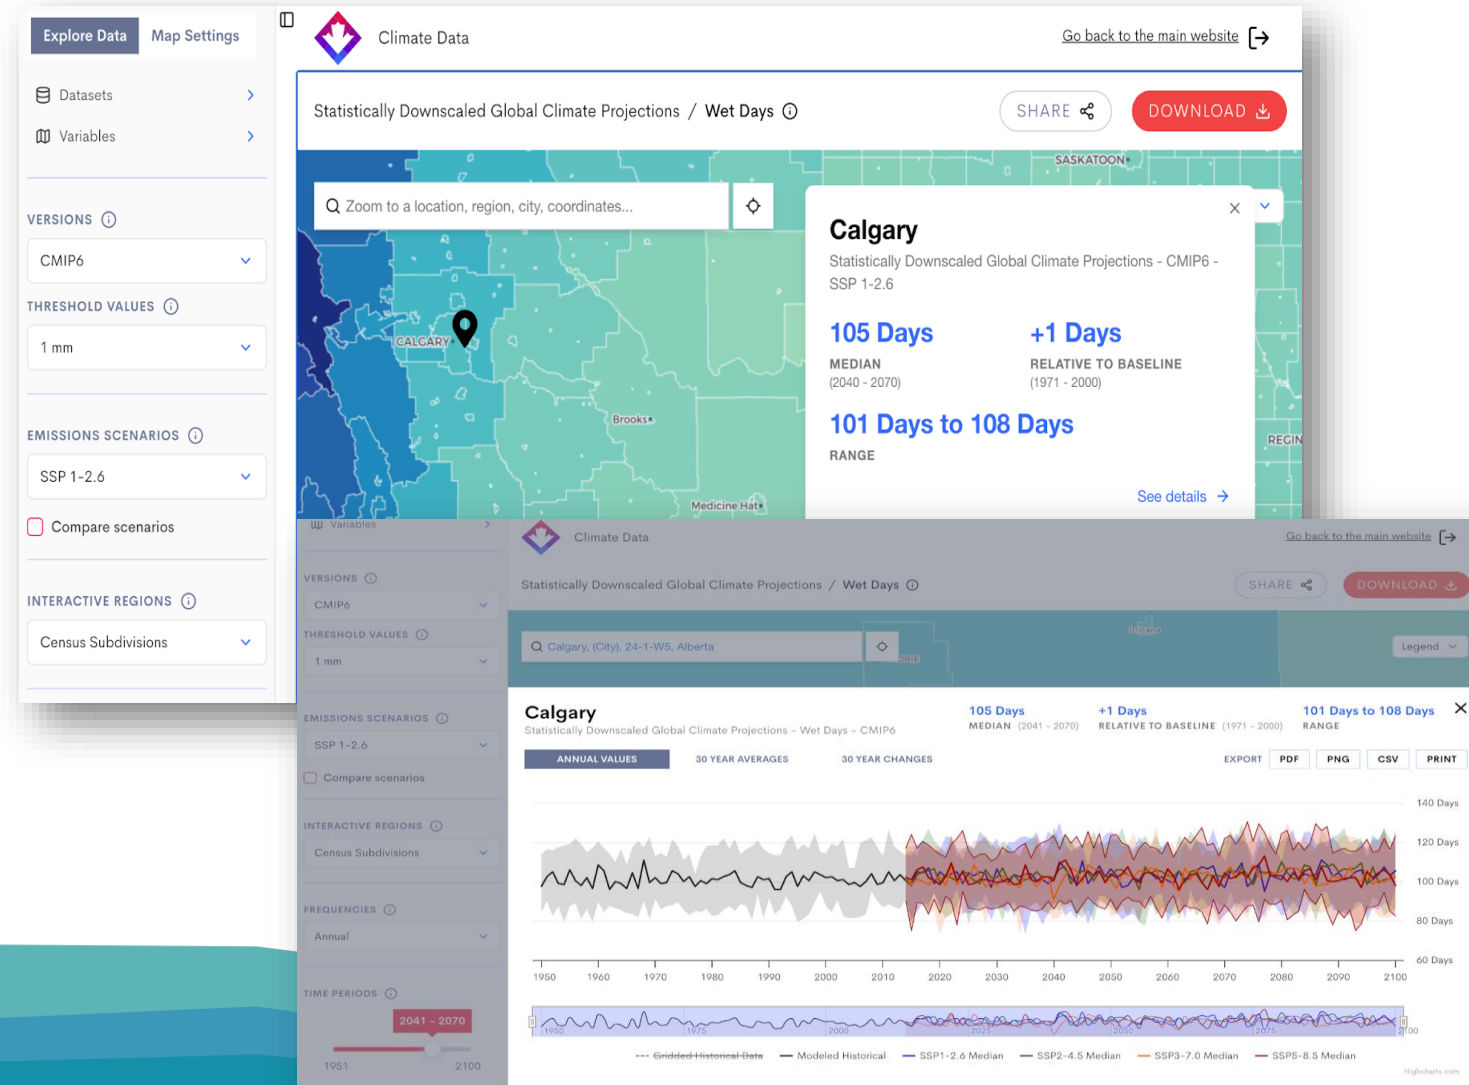 Explore Data
Map Settings
Climate Data
Go back to the main website
Datasets
Variables
Statistically Downscaled Global Climate Projections / Wet Days
SHARE
DOWNLOAD
VERSIONS
CMIP6
THRESHOLD VALUES
1 mm
EMISSIONS SCENARIOS
SSP 1-2.6
Compare scenarios
INTERACTIVE REGIONS
Census Subdivisions
Zoom to a location, region, city, coordinates...
SASKATOON
CALGARY
Brooks
Medicine Hat
REGIN
Calgary
Statistically Downscaled Global Climate Projections - CMIP6 -
SSP 1-2.6
105 Days
+1 Days
MEDIAN
RELATIVE TO BASELINE
(2040 - 2070)
(1971 - 2000)
101 Days to 108 Days
RANGE
See details
Variables
Climate Data
Go back to the main website
Statistically Downscaled Global Climate Projections / Wet Days
SHARE
DOWNLOAD
VERSIONS
CMIP6
THRESHOLD VALUES
1 mm
EMISSIONS SCENARIOS
SSP 1-2.6
Compare scenarios
INTERACTIVE REGIONS
Census Subdivisions
FREQUENCIES
Annual
TIME PERIODS
2041 - 2070
1951
2100
Calgary, (City), 24-1-W5, Alberta
Legend
Calgary
Statistically Downscaled Global Climate Projections - Wet Days - CMIP6
105 Days
MEDIAN (2041 - 2070)
+1 Days
RELATIVE TO BASELINE (1971 - 2000)
101 Days to 108 Days
RANGE
ANNUAL VALUES
30 YEAR AVERAGES
30 YEAR CHANGES
EXPORT
PDF
PNG
CSV
PRINT
140 Days
120 Days
100 Days
80 Days
60 Days
1950 1960 1970 1980 1990 2000 2010 2020 2030 2040 2050 2060 2070 2080 2090 2100
1950 1975 2000 2025 2050 2075 2100
Gridded Historical Data
Modeled Historical
SSP1-2.6 Median
SSP2-4.5 Median
SSP3-7.0 Median
SSP5-8.5 Median
Highcharts.com